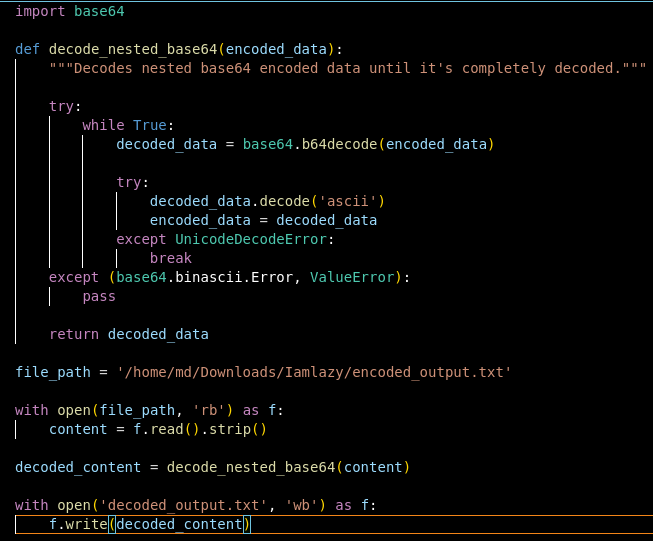 import base64
def decode_nested_base64(encoded_data):
    """Decodes nested base64 encoded data until it's completely decoded."""
    try:
        while True:
            decoded_data = base64.b64decode(encoded_data)
            try:
                decoded_data.decode('ascii')
                encoded_data = decoded_data
            except UnicodeDecodeError:
                break
    except (base64.binascii.Error, ValueError):
        pass
    return decoded_data
file_path = '/home/md/Downloads/Iamlazy/encoded_output.txt'
with open(file_path, 'rb') as f:
    content = f.read().strip()
decoded_content = decode_nested_base64(content)
with open('decoded_output.txt', 'wb') as f:
    f.write(decoded_content)